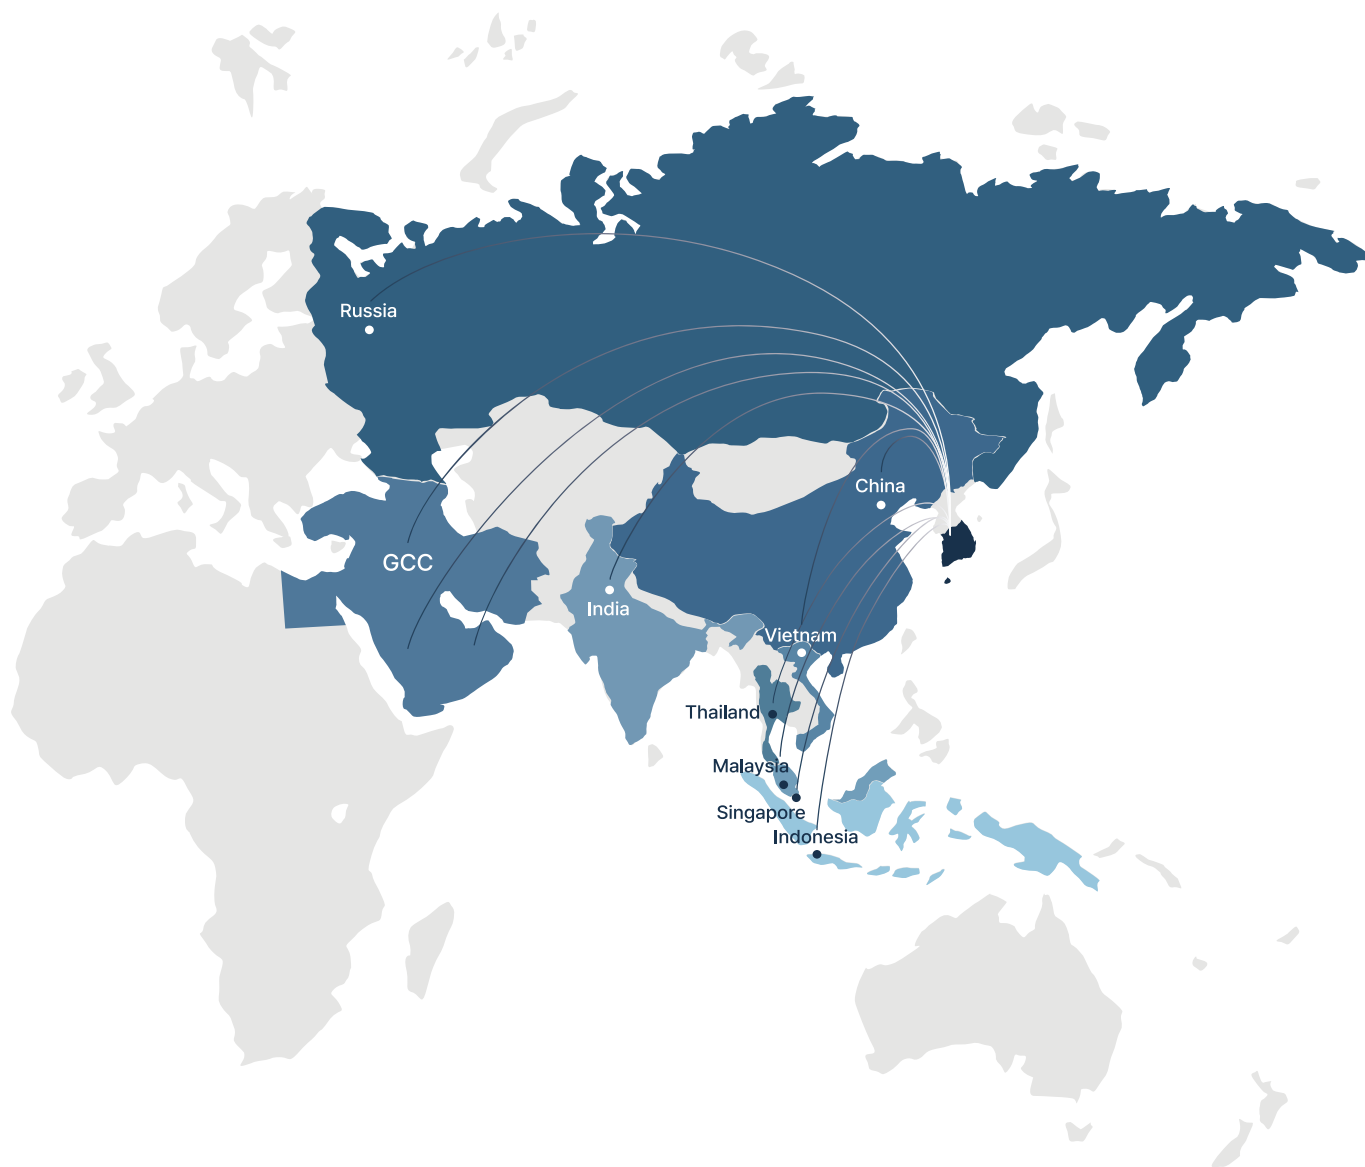 Russia
China
GCC
India
Vietnam
Thailand
Malaysia
Singapore
Indonesia